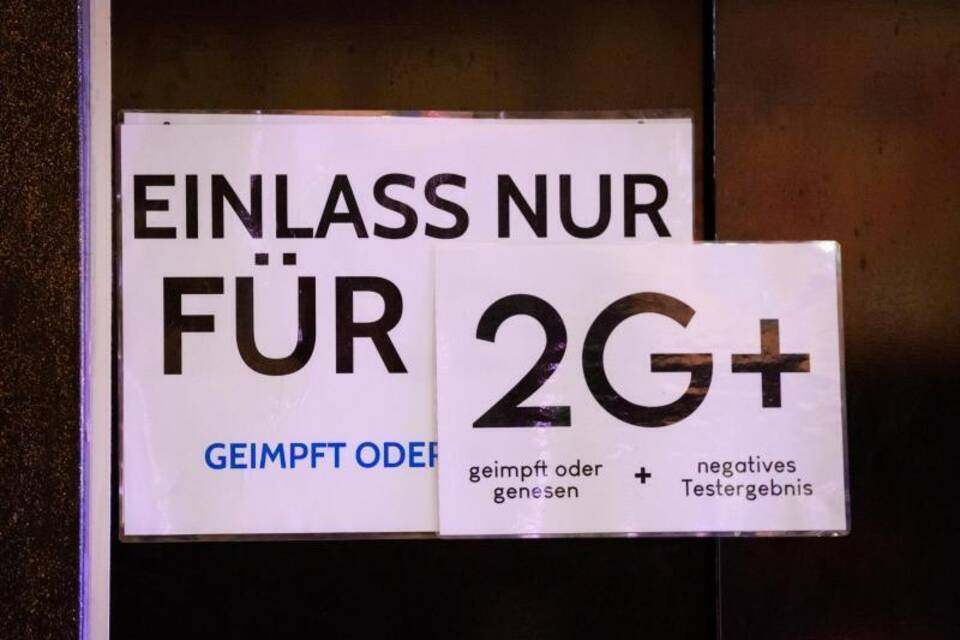 EINLASS NUR
FÜR
GEIMPFT ODER
2G+
geimpft oder
genesen
+
negatives
Testergebnis